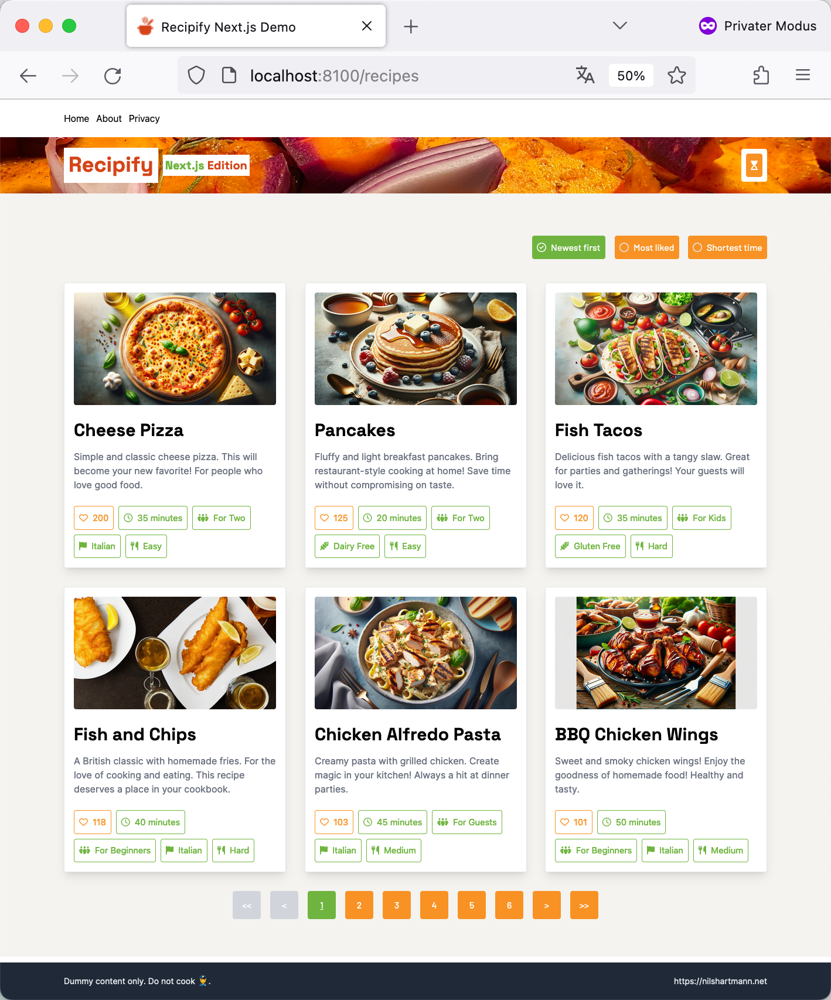 Recipify Next.js Demo
Privater Modus
localhost:8100/recipes
50%
Home About Privacy
Recipify Next.js Edition
Newest first
Most liked
Shortest time
Cheese Pizza
Simple and classic cheese pizza. This will
become your new favorite! For people who
love good food.
200 35 minutes For Two
Italian Easy
Pancakes
Fluffy and light breakfast pancakes. Bring
restaurant-style cooking at home! Save time
without compromising on taste.
125 20 minutes For Two
Dairy Free Easy
Fish Tacos
Delicious fish tacos with a tangy slaw. Great
for parties and gatherings! Your guests will
love it.
120 35 minutes For Kids
Gluten Free Hard
Fish and Chips
A British classic with homemade fries. For the
love of cooking and eating. This recipe
deserves a place in your cookbook.
118 40 minutes
For Beginners Italian Hard
Chicken Alfredo Pasta
Creamy pasta with grilled chicken. Create
magic in your kitchen! Always a hit at dinner
parties.
103 45 minutes For Guests
Italian Medium
BBQ Chicken Wings
Sweet and smoky chicken wings! Enjoy the
goodness of homemade food! Healthy and
tasty.
101 50 minutes
For Beginners Italian Medium
<< < 1 2 3 4 5 6 > >>
Dummy content only. Do not cook 👮.
https://nilshartmann.net